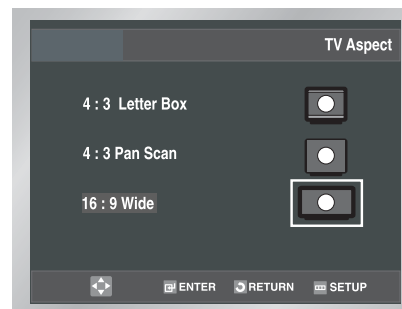 TV Aspect
4 : 3 Letter Box
4 : 3 Pan Scan
16 : 9 Wide
ENTER RETURN SETUP